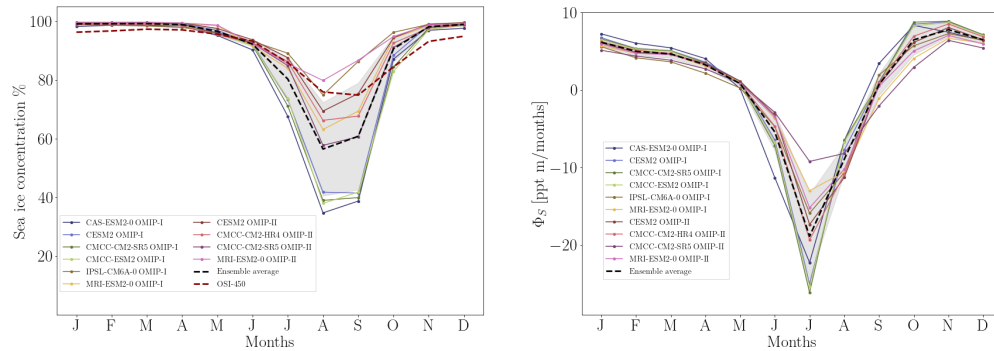 100
80
60
40
20
Sea ice concentration %
CAS-ESM2-0 OMIP-I
CESM2 OMIP-I
CMCC-CM2-SR5 OMIP-I
CMCC-ESM2 OMIP-I
IPSL-CM6A-0 OMIP-I
MRI-ESM2-0 OMIP-I
CESM2 OMIP-II
CMCC-CM2-HR4 OMIP-II
CMCC-CM2-SR5 OMIP-II
MRI-ESM2-0 OMIP-II
Ensemble average
OSI-450
J F M A M J J A S O N D
Months
10
0
−10
−20
Φ_S [ppt m/months]
CAS-ESM2-0 OMIP-I
CESM2 OMIP-I
CMCC-CM2-SR5 OMIP-I
CMCC-ESM2 OMIP-I
IPSL-CM6A-0 OMIP-I
MRI-ESM2-0 OMIP-I
CESM2 OMIP-II
CMCC-CM2-HR4 OMIP-II
CMCC-CM2-SR5 OMIP-II
MRI-ESM2-0 OMIP-II
Ensemble average
J F M A M J J A S O N D
Months